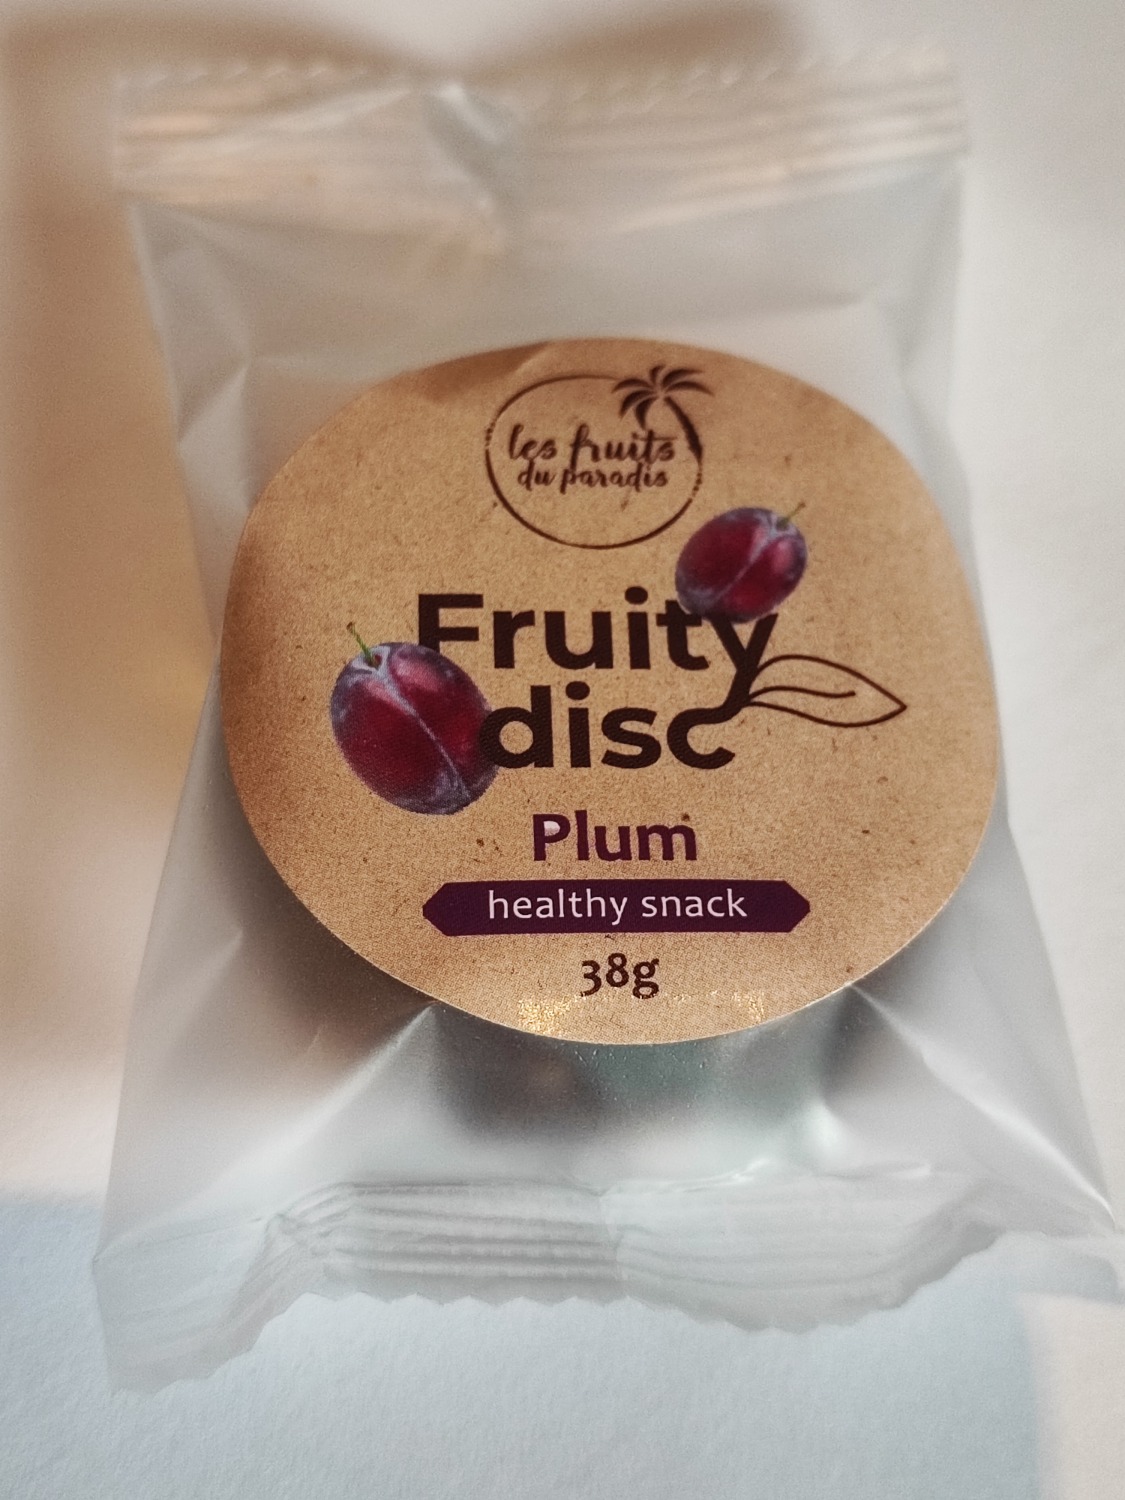 les fruits
du paradis
Fruity
disc
Plum
healthy snack
38g